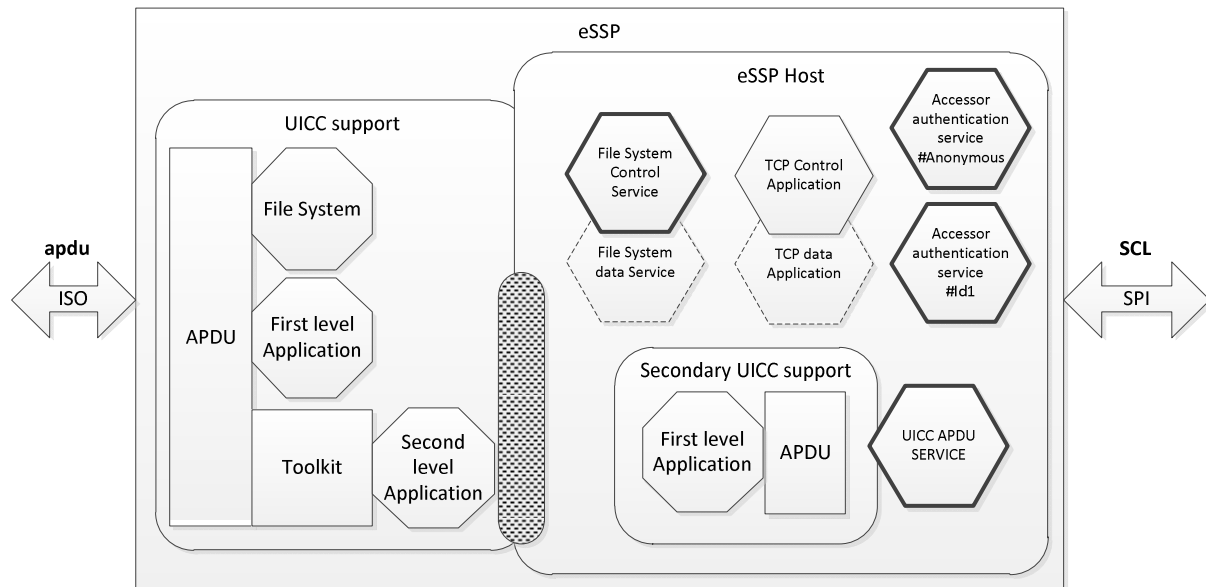 eSSP
eSSP Host
UICC support
Accessor
authentication
service
#Anonymous
File System
Control
Service
TCP Control
Application
File System
File System
data Service
TCP data
Application
Accessor
authentication
service
#Id1
apdu
ISO
SCL
SPI
APDU
First level
Application
Toolkit
Second
level
Application
Secondary UICC support
First level
Application
APDU
UICC APDU
SERVICE